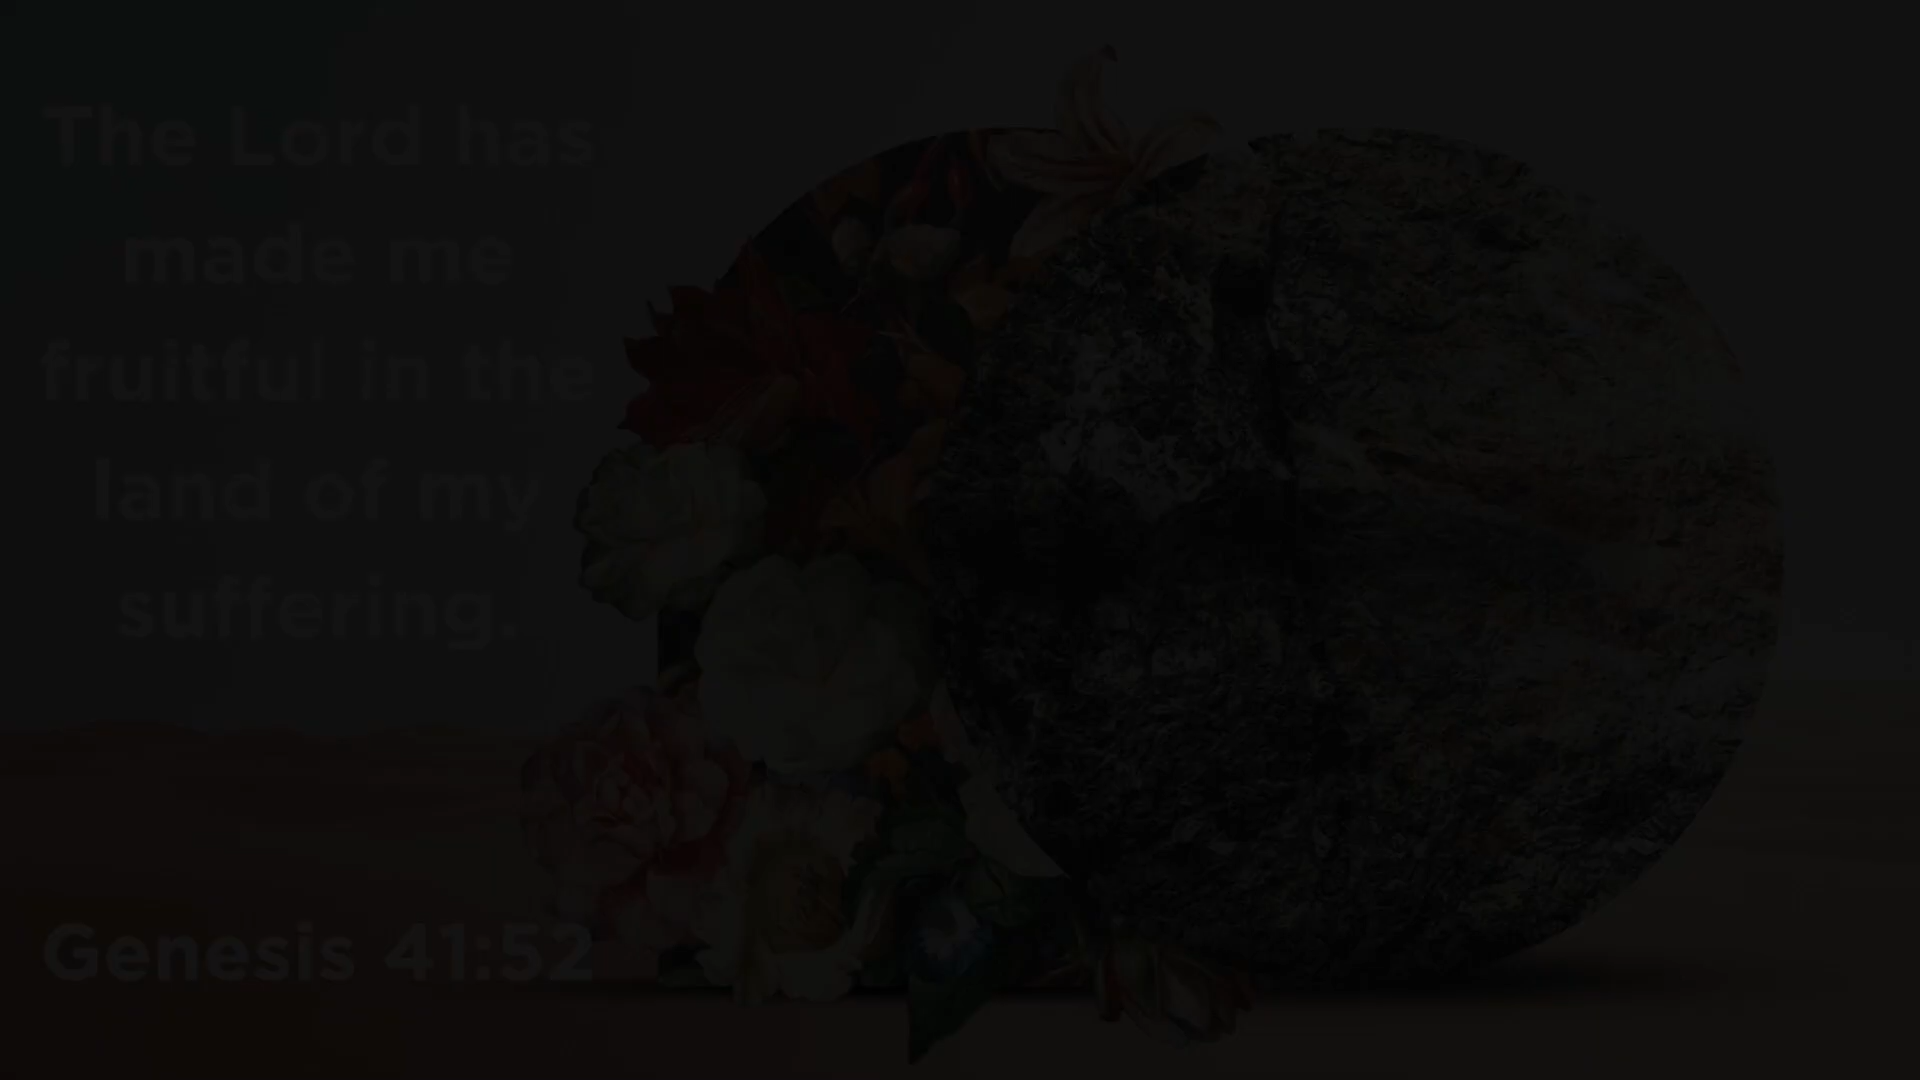 The Lord has
made me
fruitful in the
land of my
suffering.
Genesis 41:52